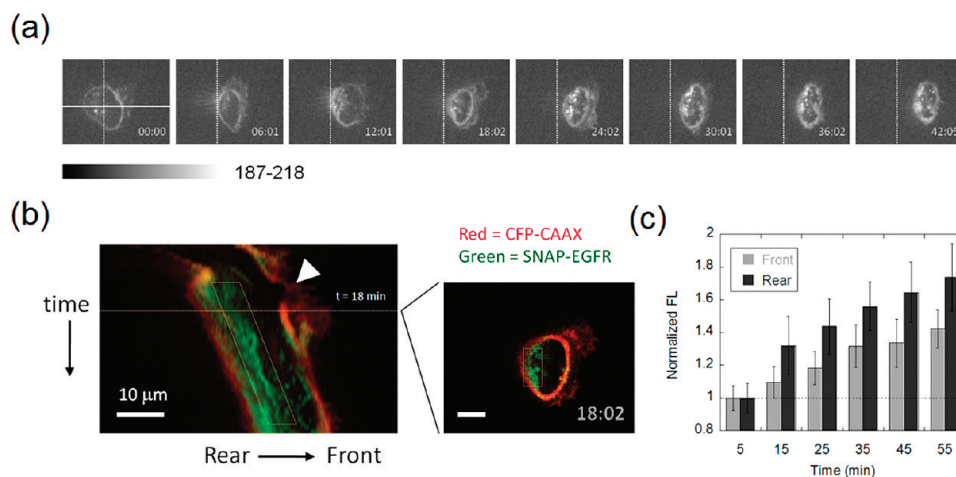 (a)
00:00
06:01
12:01
18:02
24:02
30:01
36:02
42:05
187-218
(b)
Red = CFP-CAAX
Green = SNAP-EGFR
time
t = 18 min
10 μm
18:02
Rear
Front
(c)
2
1.8
1.6
1.4
1.2
1
0.8
Normalized FL
Front
Rear
5 15 25 35 45 55
Time (min)